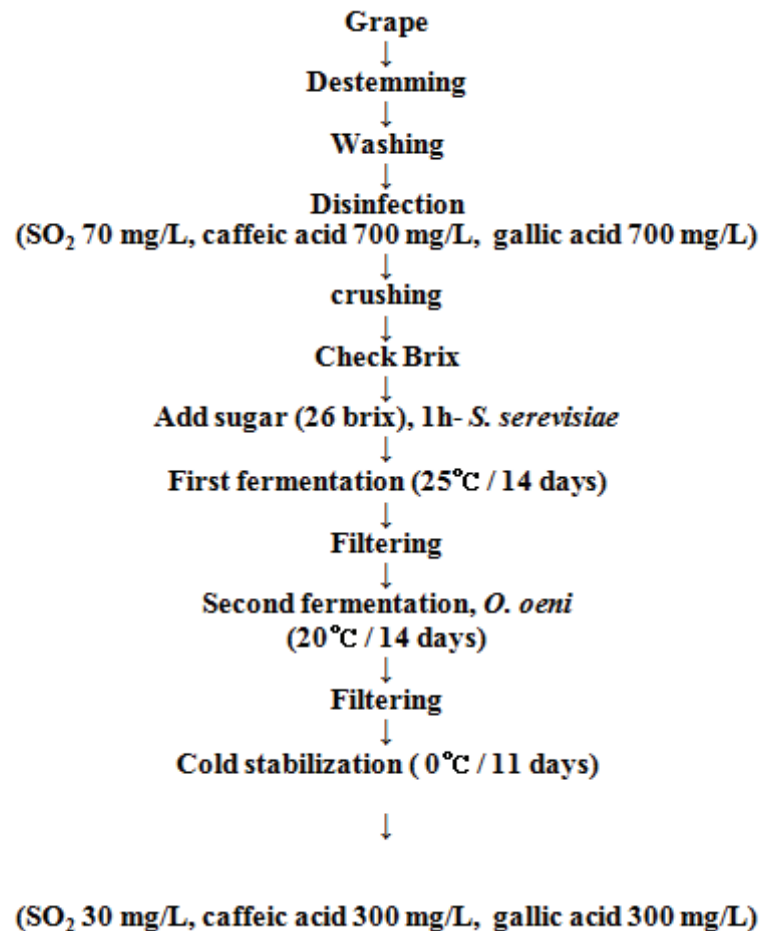 Grape
↓
Destemming
↓
Washing
↓
Disinfection
(SO₂ 70 mg/L, caffeic acid 700 mg/L, gallic acid 700 mg/L)
↓
crushing
↓
Check Brix
↓
Add sugar (26 brix), 1h- S. serevisiae
↓
First fermentation (25℃ / 14 days)
↓
Filtering
↓
Second fermentation, O. oeni
(20℃ / 14 days)
↓
Filtering
↓
Cold stabilization ( 0℃ / 11 days)
↓
(SO₂ 30 mg/L, caffeic acid 300 mg/L, gallic acid 300 mg/L)